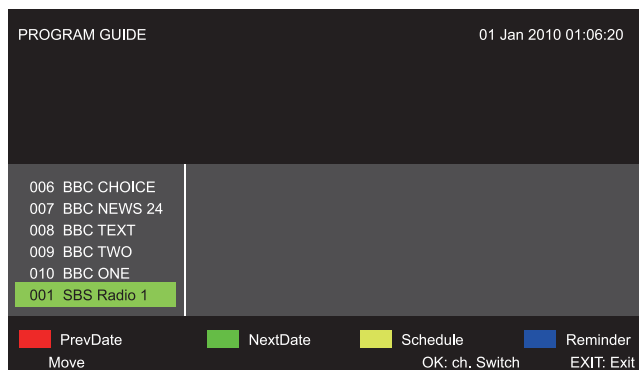 PROGRAM GUIDE 01 Jan 2010 01:06:20
006 BBC CHOICE
007 BBC NEWS 24
008 BBC TEXT
009 BBC TWO
010 BBC ONE
001 SBS Radio 1
PrevDate NextDate Schedule Reminder
Move OK: ch, Switch EXIT: Exit